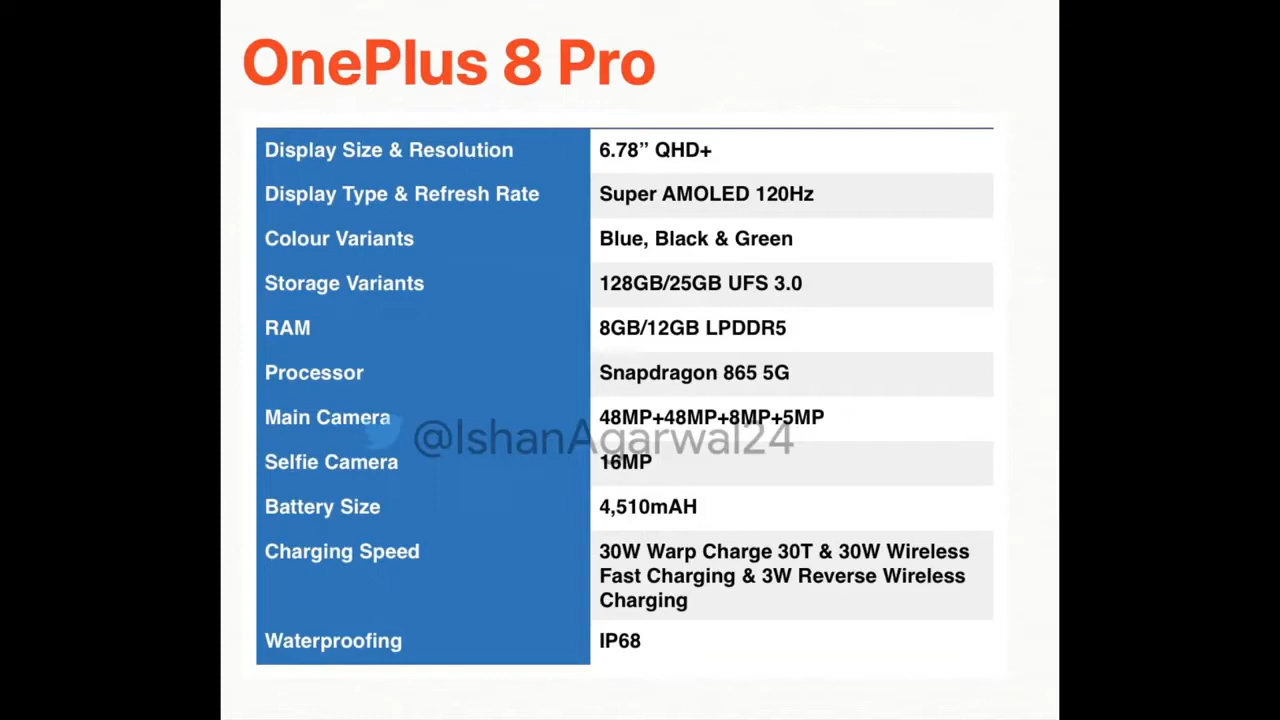 OnePlus 8 Pro
Display Size & Resolution 6.78” QHD+
Display Type & Refresh Rate Super AMOLED 120Hz
Colour Variants Blue, Black & Green
Storage Variants 128GB/25GB UFS 3.0
RAM 8GB/12GB LPDDR5
Processor Snapdragon 865 5G
Main Camera 48MP+48MP+8MP+5MP
@IshanAgarwal24
Selfie Camera 16MP
Battery Size 4,510mAH
Charging Speed 30W Warp Charge 30T & 30W Wireless
Fast Charging & 3W Reverse Wireless
Charging
Waterproofing IP68